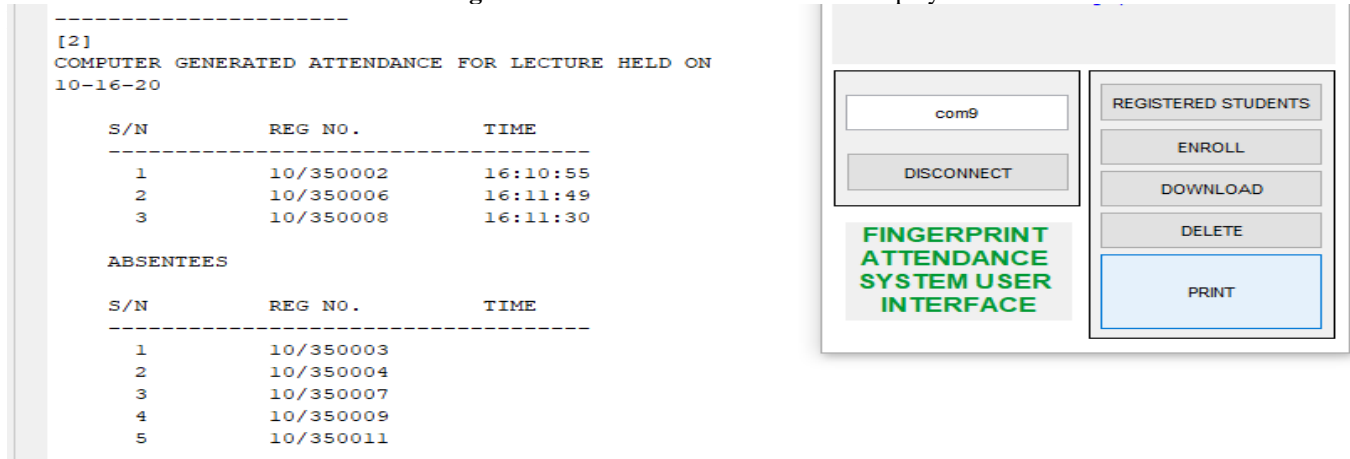 [2]
COMPUTER GENERATED ATTENDANCE FOR LECTURE HELD ON
10-16-20
S/N REG NO. TIME
1 10/350002 16:10:55
2 10/350006 16:11:49
3 10/350008 16:11:30
ABSENTEES
S/N REG NO. TIME
1 10/350003
2 10/350004
3 10/350007
4 10/350009
5 10/350011
com9
DISCONNECT
FINGERPRINT
ATTENDANCE
SYSTEM USER
INTERFACE
REGISTERED STUDENTS
ENROLL
DOWNLOAD
DELETE
PRINT